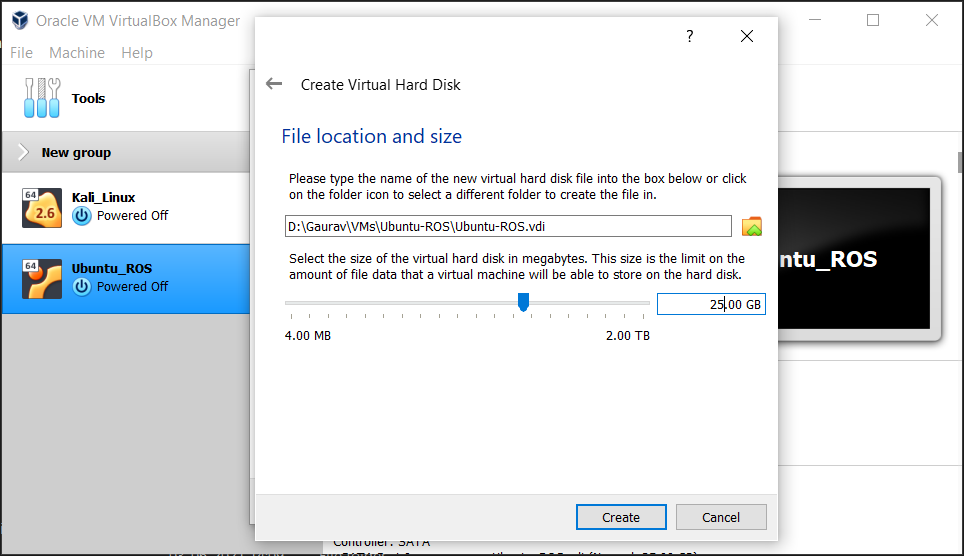 Oracle VM VirtualBox Manager
File Machine Help
Tools
New group
64
2.6
Kali_Linux
Powered Off
64
Ubuntu_ROS
Powered Off
?
Create Virtual Hard Disk
File location and size
Please type the name of the new virtual hard disk file into the box below or click
on the folder icon to select a different folder to create the file in.
D:\Gaurav\VMs\Ubuntu-ROS\Ubuntu-ROS.vdi
Select the size of the virtual hard disk in megabytes. This size is the limit on the
amount of file data that a virtual machine will be able to store on the hard disk.
25.00 GB
4.00 MB
2.00 TB
Create
Cancel
ntu_ROS
Controller: SATA